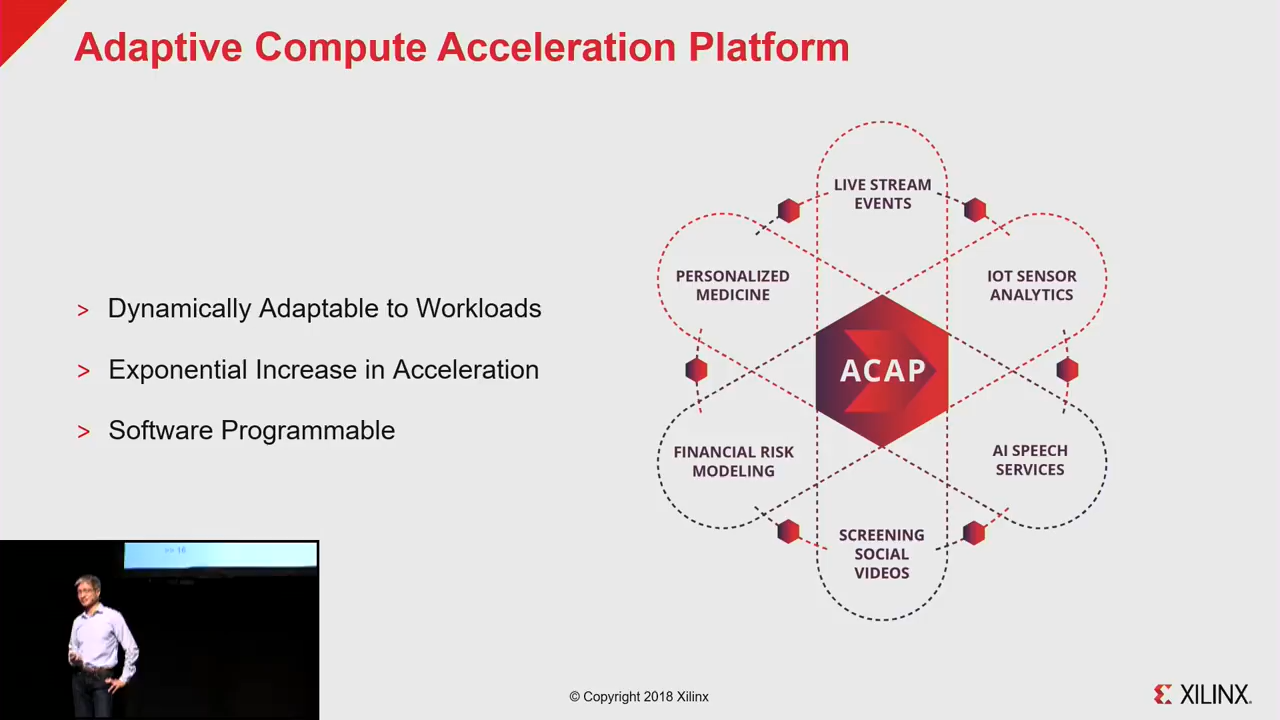 Adaptive Compute Acceleration Platform
> Dynamically Adaptable to Workloads
> Exponential Increase in Acceleration
> Software Programmable
LIVE STREAM
EVENTS
PERSONALIZED
MEDICINE
IOT SENSOR
ANALYTICS
ACAP
FINANCIAL RISK
MODELING
AI SPEECH
SERVICES
SCREENING
SOCIAL
VIDEOS
>> 16
© Copyright 2018 Xilinx
XILINX.